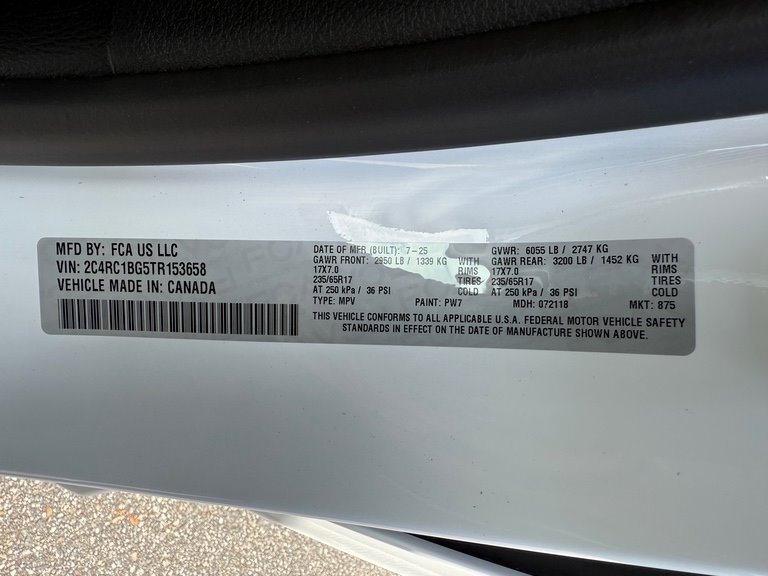 MFD BY: FCA US LLC
VIN: 2C4RC1BG5TR153658
VEHICLE MADE IN: CANADA
DATE OF MFR (BUILT): 7-25
GAWR FRONT: 2950 LB / 1339 KG WITH
17X7.0 RIMS
235/65R17 TIRES
AT 250 kPa / 36 PSI COLD
TYPE: MPV PAINT: PW7
GVWR: 6055 LB / 2747 KG
GAWR REAR: 3200 LB / 1452 KG WITH
17X7.0 RIMS
235/65R17 TIRES
AT 250 kPa / 36 PSI COLD
MDH: 072118 MKT: 875
THIS VEHICLE CONFORMS TO ALL APPLICABLE U.S.A. FEDERAL MOTOR VEHICLE SAFETY
STANDARDS IN EFFECT ON THE DATE OF MANUFACTURE SHOWN ABOVE.